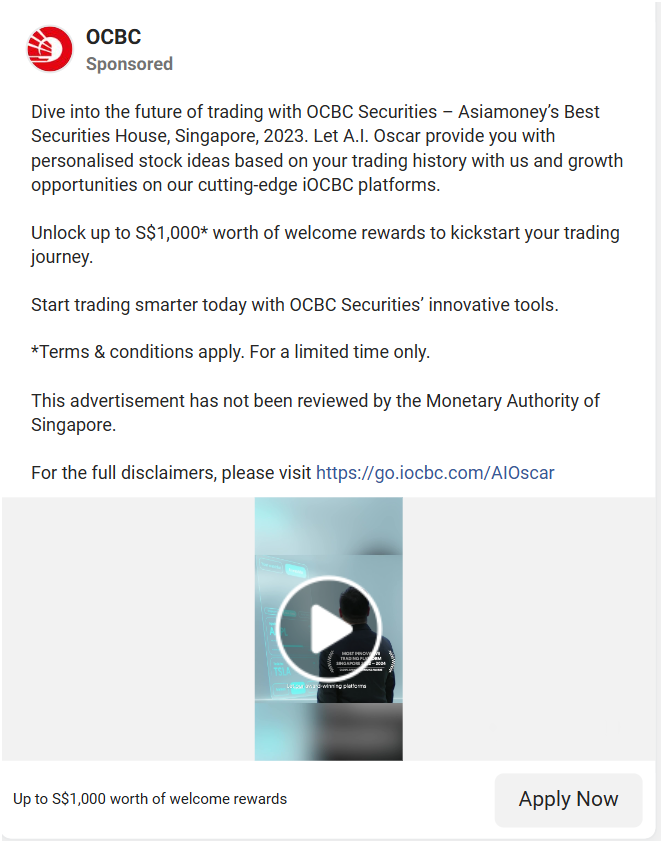 OCBC
Sponsored
Dive into the future of trading with OCBC Securities – Asiamoney’s Best
Securities House, Singapore, 2023. Let A.I. Oscar provide you with
personalised stock ideas based on your trading history with us and growth
opportunities on our cutting-edge iOCBC platforms.
Unlock up to S$1,000* worth of welcome rewards to kickstart your trading
journey.
Start trading smarter today with OCBC Securities’ innovative tools.
*Terms & conditions apply. For a limited time only.
This advertisement has not been reviewed by the Monetary Authority of
Singapore.
For the full disclaimers, please visit https://go.iocbc.com/AIOscar
MOST INNOVATIVE
TRADING PLATFORM
SINGAPORE
– 2024
award-winning platforms
Up to S$1,000 worth of welcome rewards
Apply Now